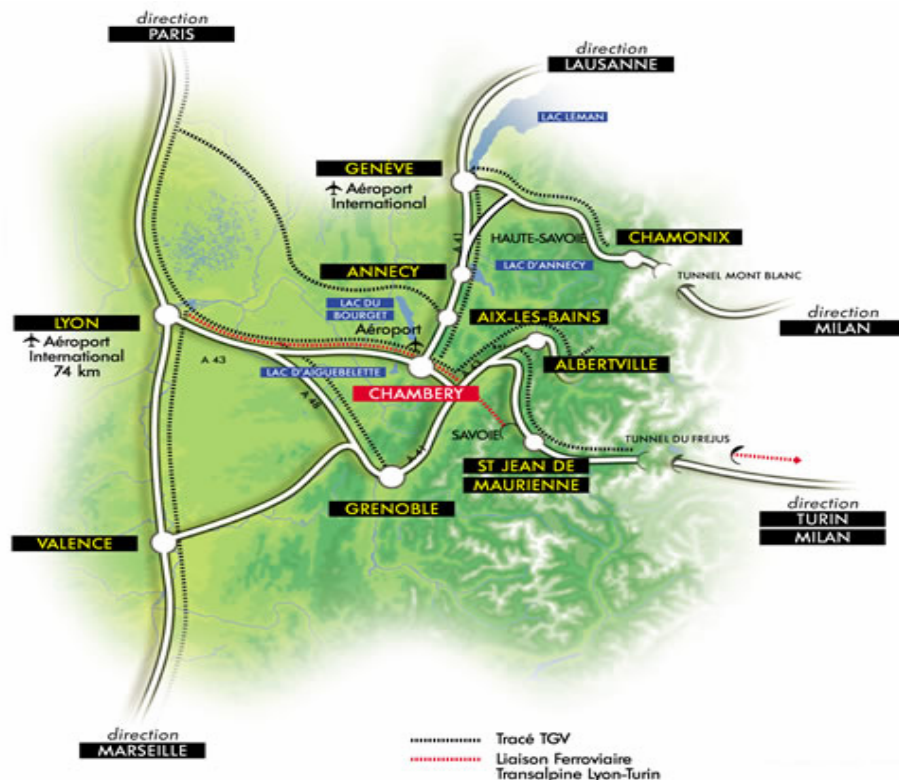 direction
PARIS
direction
LAUSANNE
LAC LEMAN
GENÈVE
Aéroport
International
HAUTE-SAVOIE
CHAMONIX
A 41
ANNECY
LAC D'ANNECY
TUNNEL MONT BLANC
LAC DU
BOURGET
AIX-LES-BAINS
direction
MILAN
LYON
Aéroport
International
74 km
Aéroport
A 43
LAC D'AIGUEBELETTE
ALBERTVILLE
CHAMBERY
A 48
SAVOIE
TUNNEL DU FREJUS
A 41
ST JEAN DE
MAURIENNE
GRENOBLE
direction
TURIN
MILAN
VALENCE
direction
MARSEILLE
Tracé TGV
Liaison Ferroviaire
Transalpine Lyon-Turin